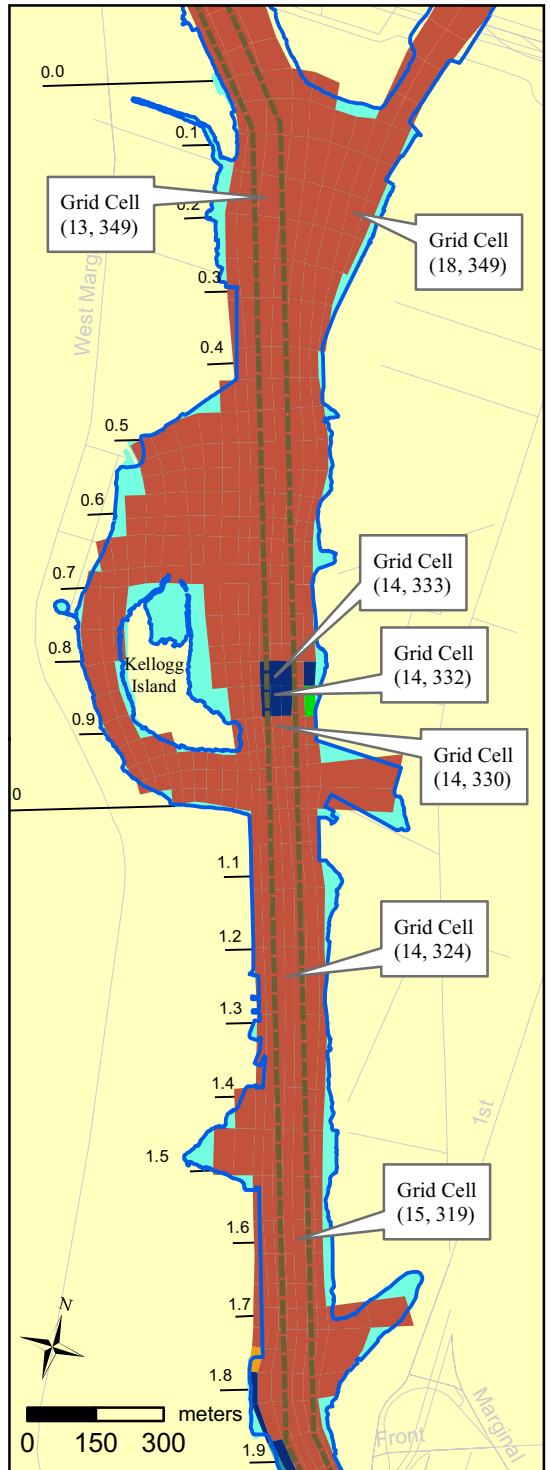 0.0
0.1
Grid Cell
(13, 349)
0.2
Grid Cell
(18, 349)
West Marg
0.3
0.4
0.5
0.6
Grid Cell
(14, 333)
0.7
0.8
Kellogg
Island
Grid Cell
(14, 332)
0.9
Grid Cell
(14, 330)
0
1.1
1.2
Grid Cell
(14, 324)
1.3
1.4
1st
1.5
Grid Cell
(15, 319)
1.6
1.7
N
1.8
meters
0 150 300
Front
Marginal
1.9